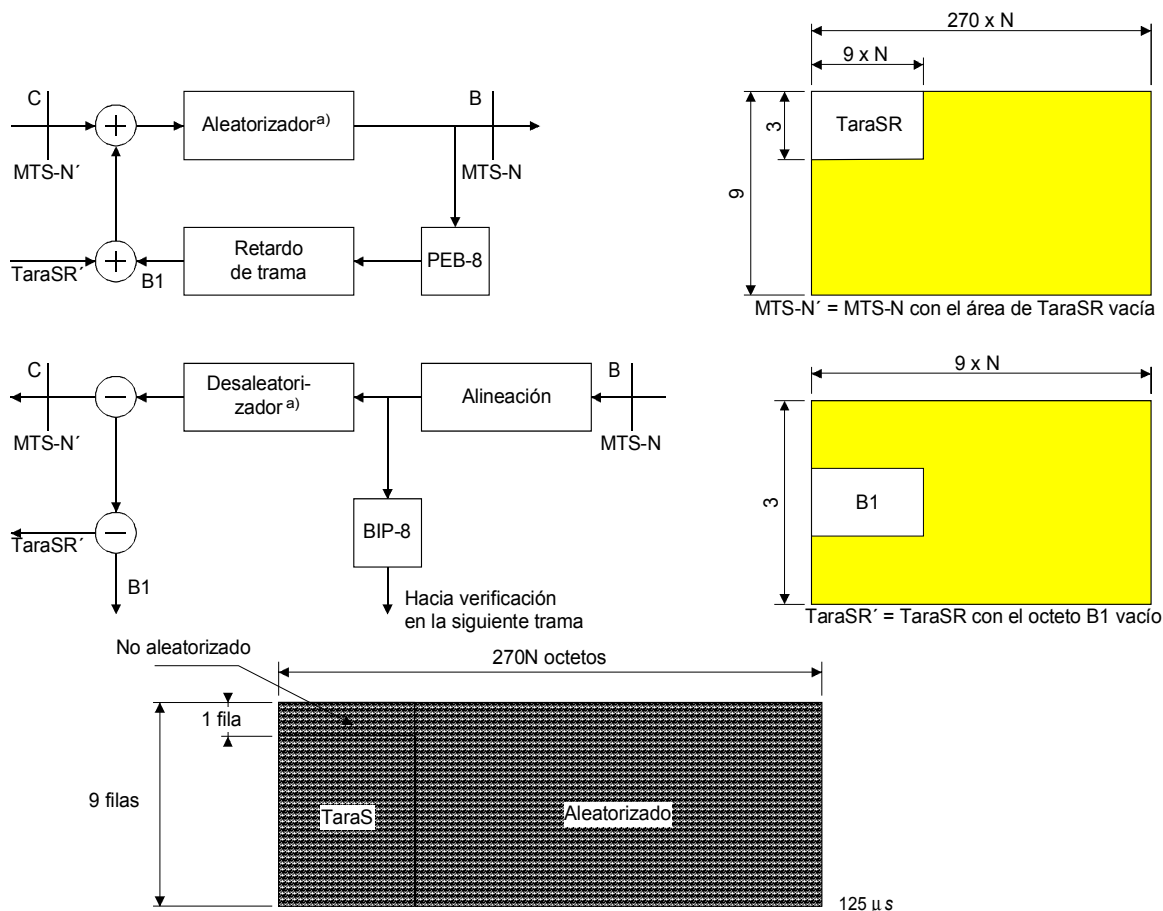 C
MTS-N´
Aleatorizador a)
B
MTS-N
TaraSR´
B1
Retardo
de trama
PEB-8
270 x N
9 x N
3
9
TaraSR
MTS-N´ = MTS-N con el área de TaraSR vacía
C
MTS-N´
Desaleatori-
zador a)
Alineación
B
MTS-N
TaraSR´
B1
BIP-8
Hacia verificación
en la siguiente trama
9 x N
3
B1
TaraSR´ = TaraSR con el octeto B1 vacío
No aleatorizado
270N octetos
1 fila
9 filas
TaraS
Aleatorizado
125 µs